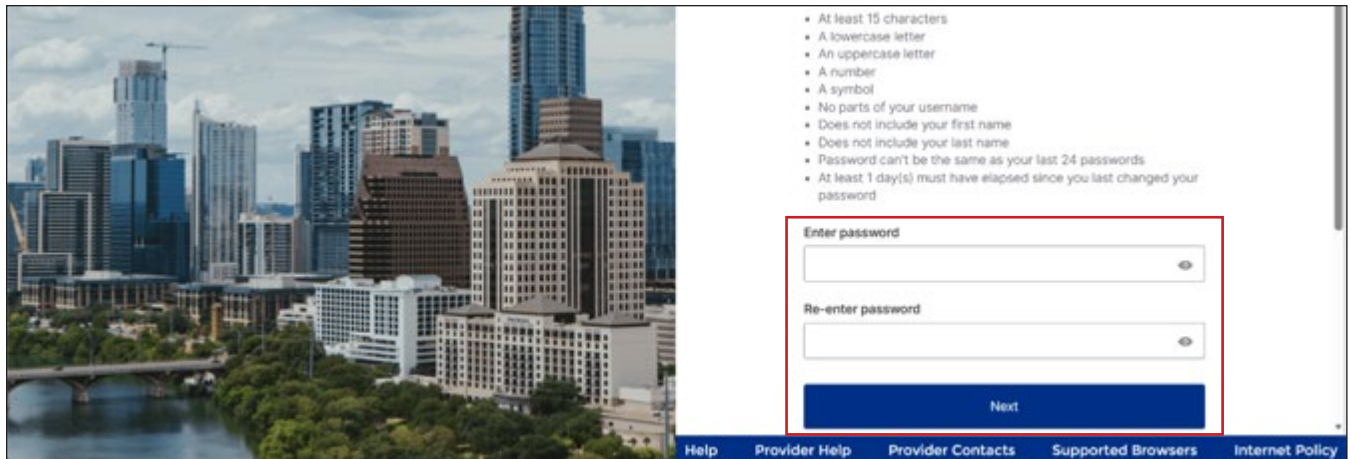 At least 15 characters
A lowercase letter
An uppercase letter
A number
A symbol
No parts of your username
Does not include your first name
Does not include your last name
Password can't be the same as your last 24 passwords
At least 1 day(s) must have elapsed since you last changed your
password
Enter password
Re-enter password
Next
Help Provider Help Provider Contacts Supported Browsers Internet Policy